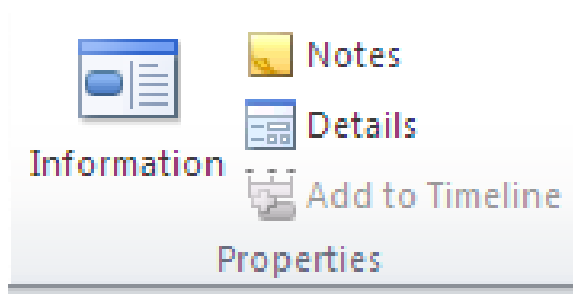 Information
Notes
Details
Add to Timeline
Properties